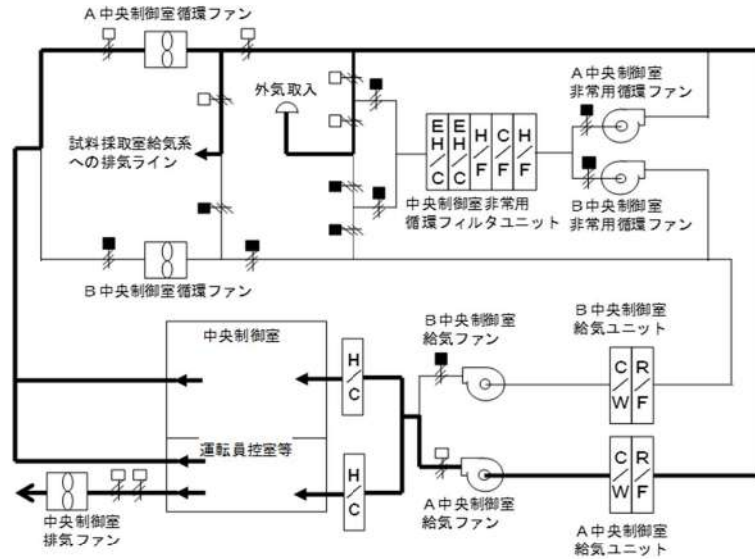 A中央制御室循環ファン
外気取入
A中央制御室
非常用循環ファン
試料採取室給気系
への排気ライン
EH/C
EH/C
H/F
C/F
H/F
中央制御室非常用
循環フィルタユニット
B中央制御室
非常用循環ファン
B中央制御室循環ファン
中央制御室
H/C
B中央制御室
給気ファン
B中央制御室
給気ユニット
C/W
R/F
運転員控室等
H/C
中央制御室
排気ファン
A中央制御室
給気ファン
C/W
R/F
A中央制御室
給気ユニット